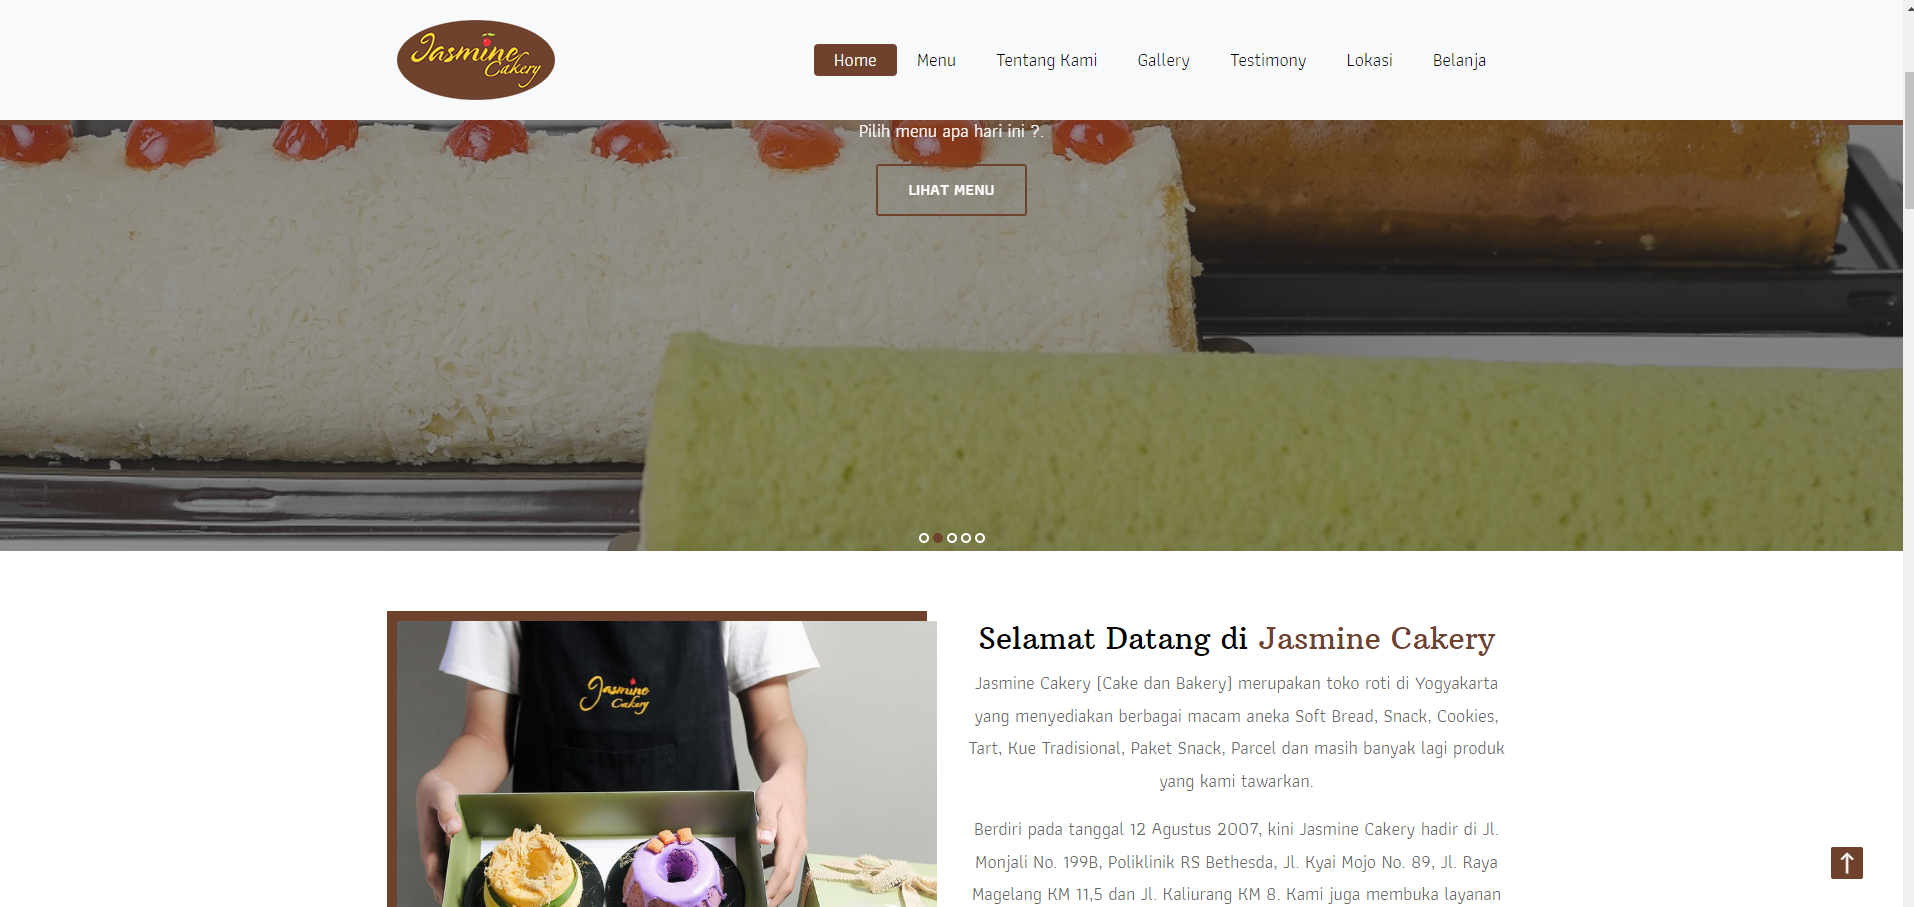 Jasmine
Cakery
Home
Menu
Tentang Kami
Gallery
Testimony
Lokasi
Belanja
Pilih menu apa hari ini ?.
LIHAT MENU
Jasmine
Cakery
Selamat Datang di Jasmine Cakery
Jasmine Cakery (Cake dan Bakery) merupakan toko roti di Yogyakarta
yang menyediakan berbagai macam aneka Soft Bread, Snack, Cookies,
Tart, Kue Tradisional, Paket Snack, Parcel dan masih banyak lagi produk
yang kami tawarkan.
Berdiri pada tanggal 12 Agustus 2007, kini Jasmine Cakery hadir di Jl.
Monjali No. 199B, Poliklinik RS Bethesda, Jl. Kyai Mojo No. 89, Jl. Raya
Magelang KM 11,5 dan Jl. Kaliurang KM 8. Kami juga membuka layanan